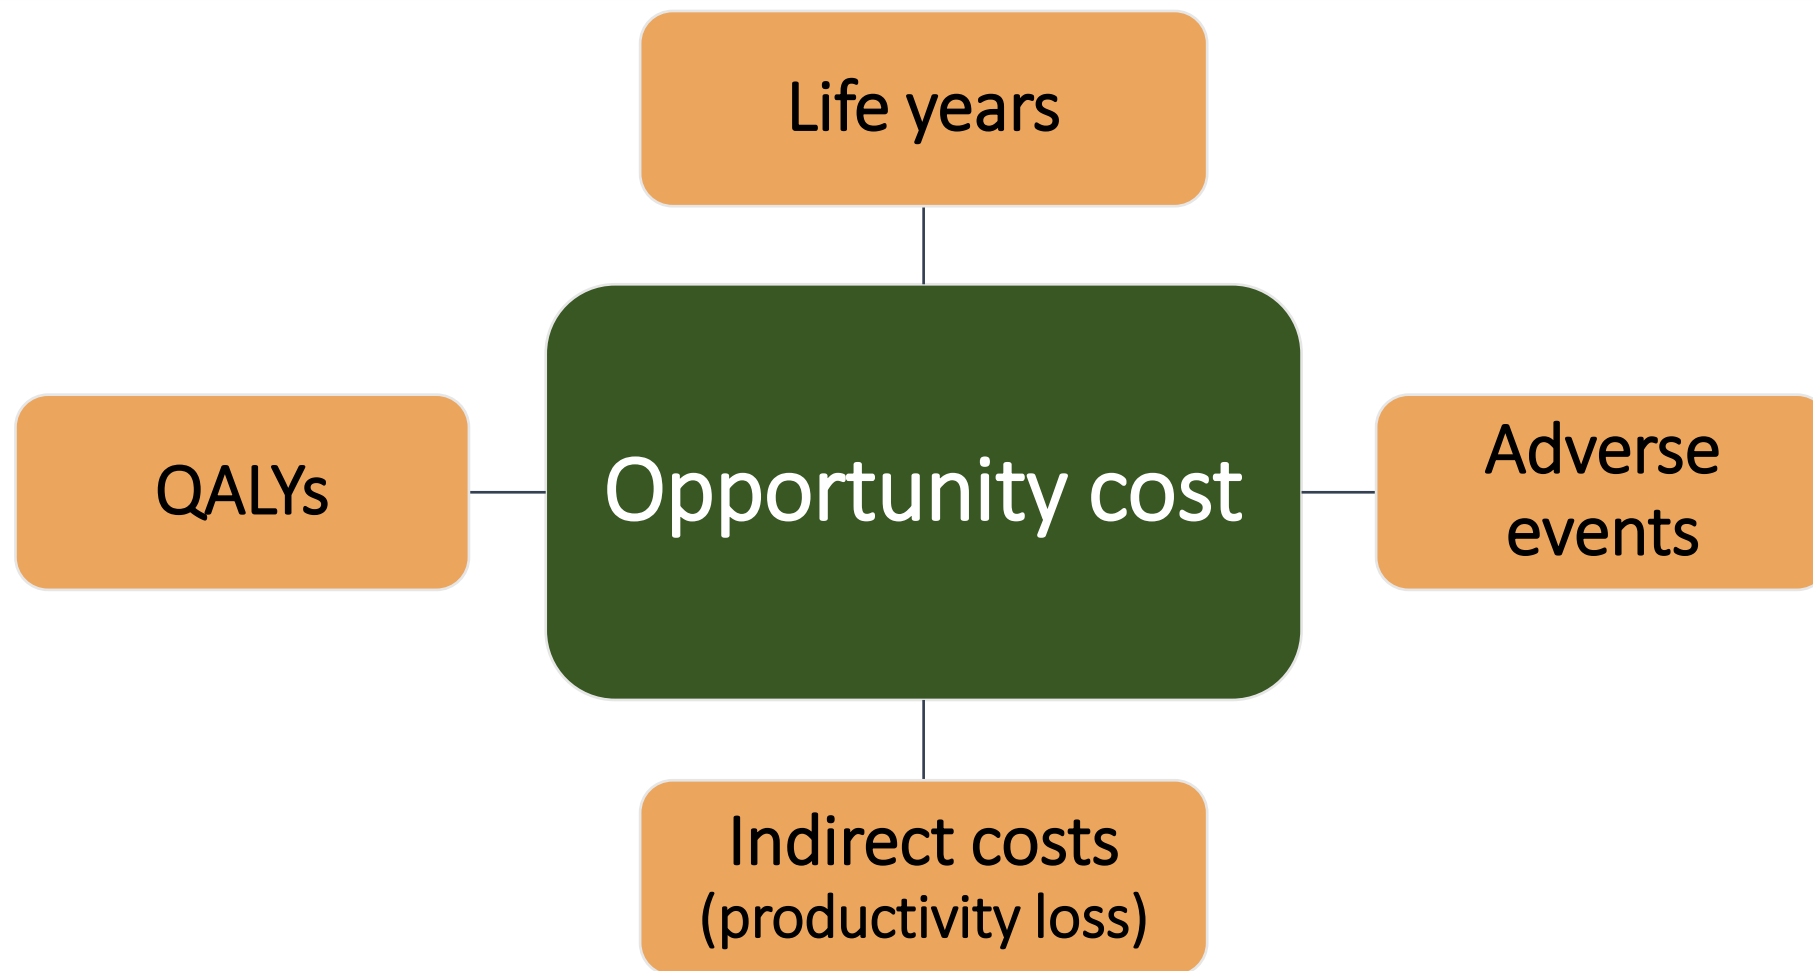 Life years
QALYs
Opportunity cost
Adverse
events
Indirect costs
(productivity loss)